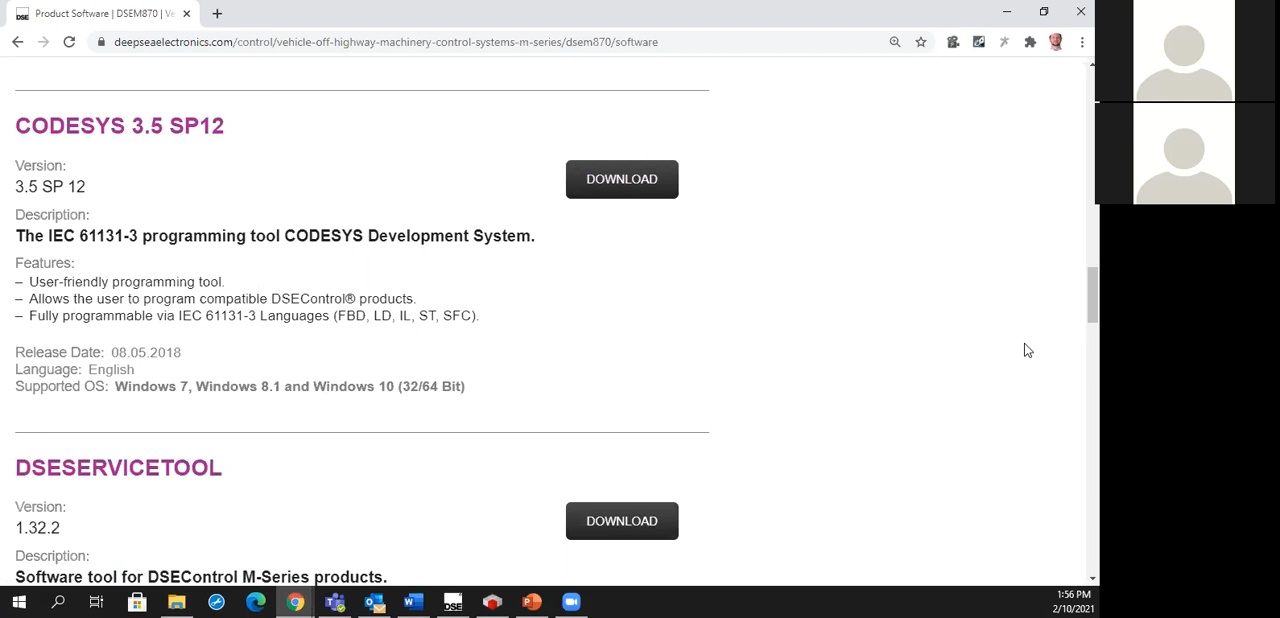 DSE Product Software | DSEM870 | Ve
deepseaelectronics.com/control/vehicle-off-highway-machinery-control-systems-m-series/dsem870/software
CODESYS 3.5 SP12
Version:
3.5 SP 12
DOWNLOAD
Description:
The IEC 61131-3 programming tool CODESYS Development System.
Features:
– User-friendly programming tool.
– Allows the user to program compatible DSEControl® products.
– Fully programmable via IEC 61131-3 Languages (FBD, LD, IL, ST, SFC).
Release Date: 08.05.2018
Language: English
Supported OS: Windows 7, Windows 8.1 and Windows 10 (32/64 Bit)
DSESERVICETOOL
Version:
1.32.2
DOWNLOAD
Description:
Software tool for DSEControl M-Series products.
DSE
1:56 PM
2/10/2021